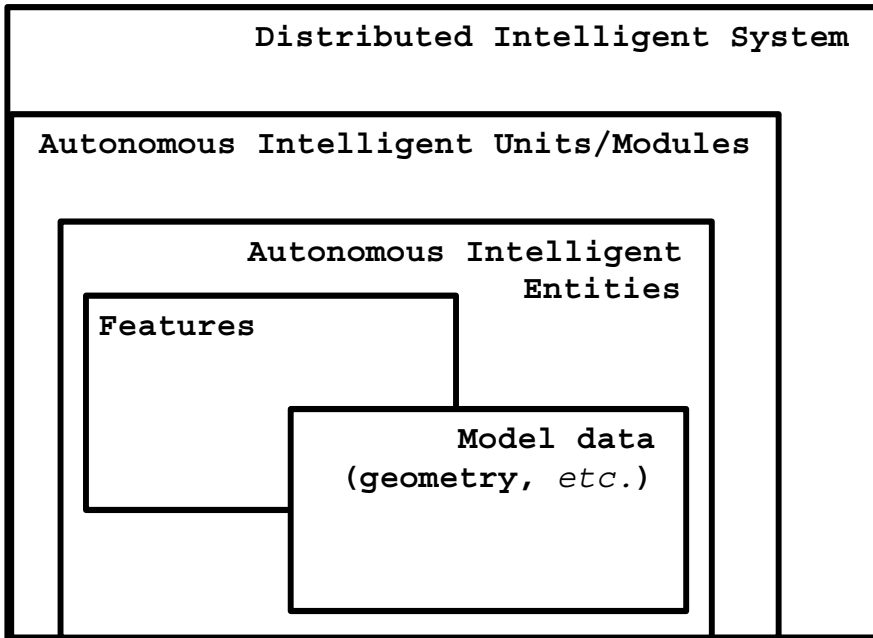 Distributed Intelligent System
Autonomous Intelligent Units/Modules
Autonomous Intelligent
Entities
Features
Model data
(geometry, etc.)